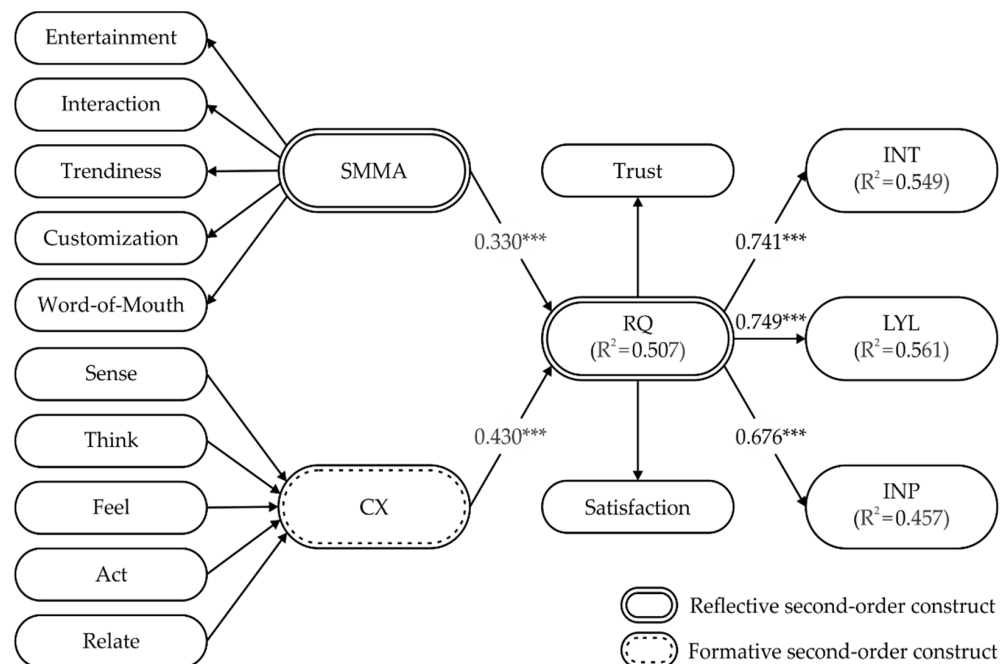 Entertainment
Interaction
Trendiness
Customization
Word-of-Mouth
Sense
Think
Feel
Act
Relate
SMMA
CX
0.330***
0.430***
Trust
RQ
(R²=0.507)
Satisfaction
0.741***
0.749***
0.676***
INT
(R²=0.549)
LYL
(R²=0.561)
INP
(R²=0.457)
Reflective second-order construct
Formative second-order construct